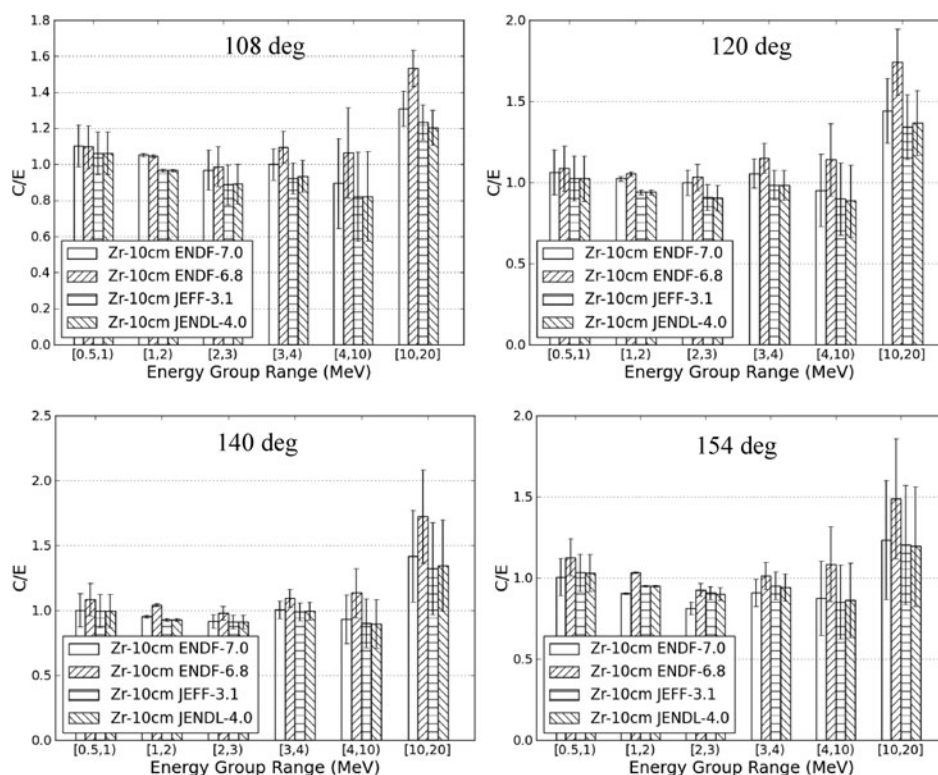 108 deg
1.8
1.6
1.4
1.2
1.0
0.8
0.6
0.4
0.2
0.0
C/E
Zr-10cm ENDF-7.0
Zr-10cm ENDF-6.8
Zr-10cm JEFF-3.1
Zr-10cm JENDL-4.0
[0.5,1) [1,2) [2,3) [3,4) [4,10) [10,20]
Energy Group Range (MeV)
120 deg
2.0
1.5
1.0
0.5
0.0
C/E
Zr-10cm ENDF-7.0
Zr-10cm ENDF-6.8
Zr-10cm JEFF-3.1
Zr-10cm JENDL-4.0
[0.5,1) [1,2) [2,3) [3,4) [4,10) [10,20]
Energy Group Range (MeV)
140 deg
2.5
2.0
1.5
1.0
0.5
0.0
C/E
Zr-10cm ENDF-7.0
Zr-10cm ENDF-6.8
Zr-10cm JEFF-3.1
Zr-10cm JENDL-4.0
[0.5,1) [1,2) [2,3) [3,4) [4,10) [10,20]
Energy Group Range (MeV)
154 deg
2.0
1.5
1.0
0.5
0.0
C/E
Zr-10cm ENDF-7.0
Zr-10cm ENDF-6.8
Zr-10cm JEFF-3.1
Zr-10cm JENDL-4.0
[0.5,1) [1,2) [2,3) [3,4) [4,10) [10,20]
Energy Group Range (MeV)